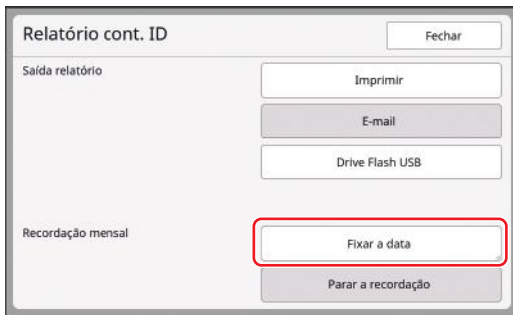 Relatório cont. ID
Fechar
Saída relatório
Imprimir
E-mail
Drive Flash USB
Recordação mensal
Fixar a data
Parar a recordação